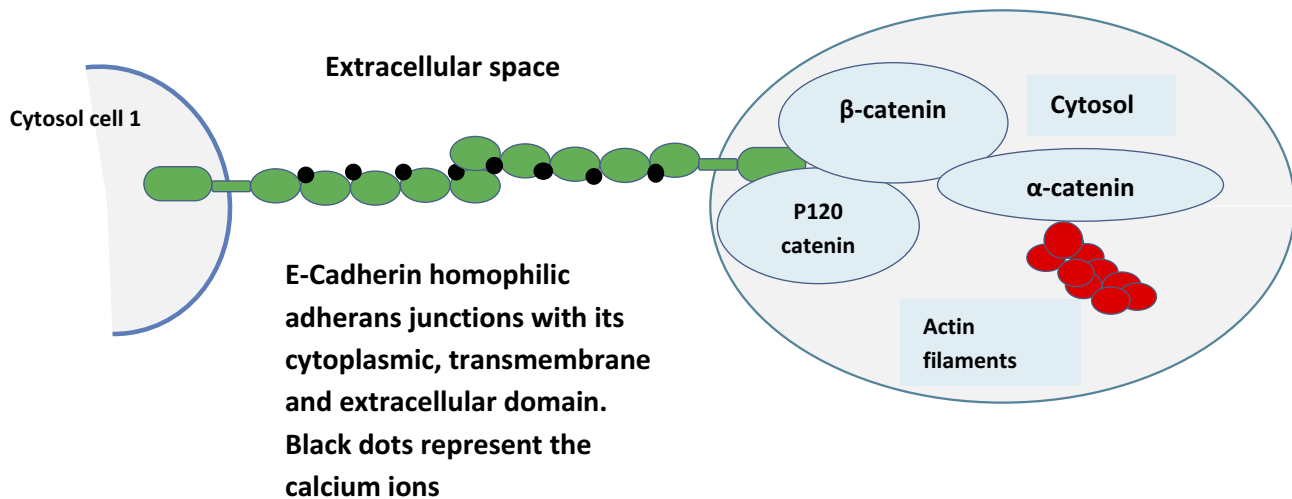 Extracellular space
Cytosol cell 1
β-catenin
Cytosol
α-catenin
P120
catenin
E-Cadherin homophilic
adherans junctions with its
cytoplasmic, transmembrane
and extracellular domain.
Black dots represent the
calcium ions
Actin
filaments